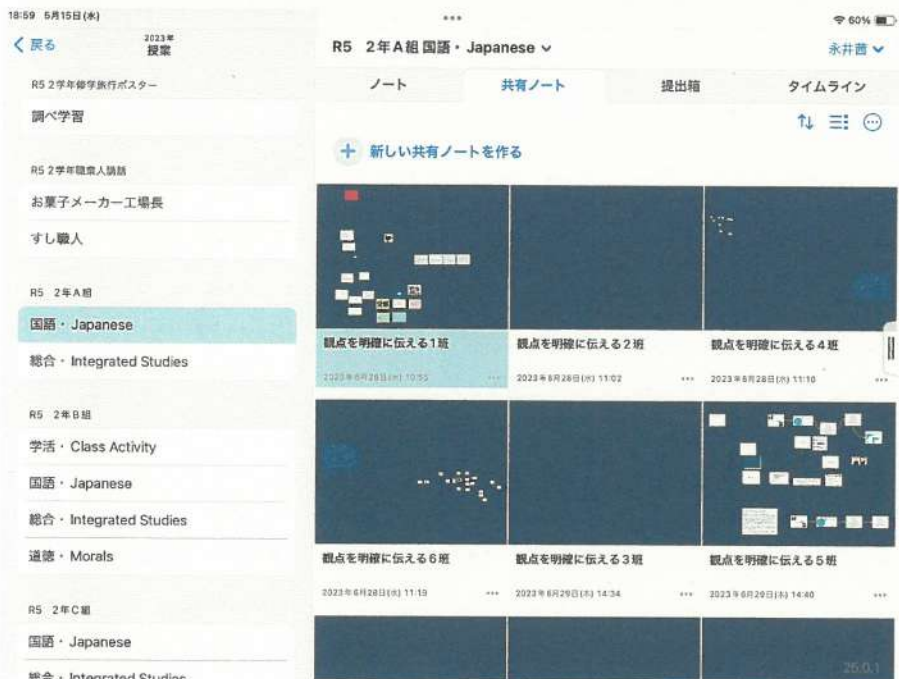 18:59 5月15日(水)
60%
戻る
2023年
授業
R5 2年A組 国語・Japanese
永井茜
R5 2学年修学旅行ポスター
調べ学習
R5 2学年職業人講話
お菓子メーカー工場長
すし職人
R5 2年A組
国語・Japanese
総合・Integrated Studies
R5 2年B組
学活・Class Activity
国語・Japanese
総合・Integrated Studies
道徳・Morals
R5 2年C組
国語・Japanese
総合・Integrated Studies
ノート
共有ノート
提出箱
タイムライン
新しい共有ノートを作る
観点を明確に伝える1班
観点を明確に伝える2班
観点を明確に伝える4班
2023年6月28日(水) 10:55
2023年6月28日(水) 11:02
2023年6月28日(水) 11:10
観点を明確に伝える6班
観点を明確に伝える3班
観点を明確に伝える5班
2023年6月28日(水) 11:19
2023年6月29日(木) 14:34
2023年6月29日(木) 14:40
25.0.1